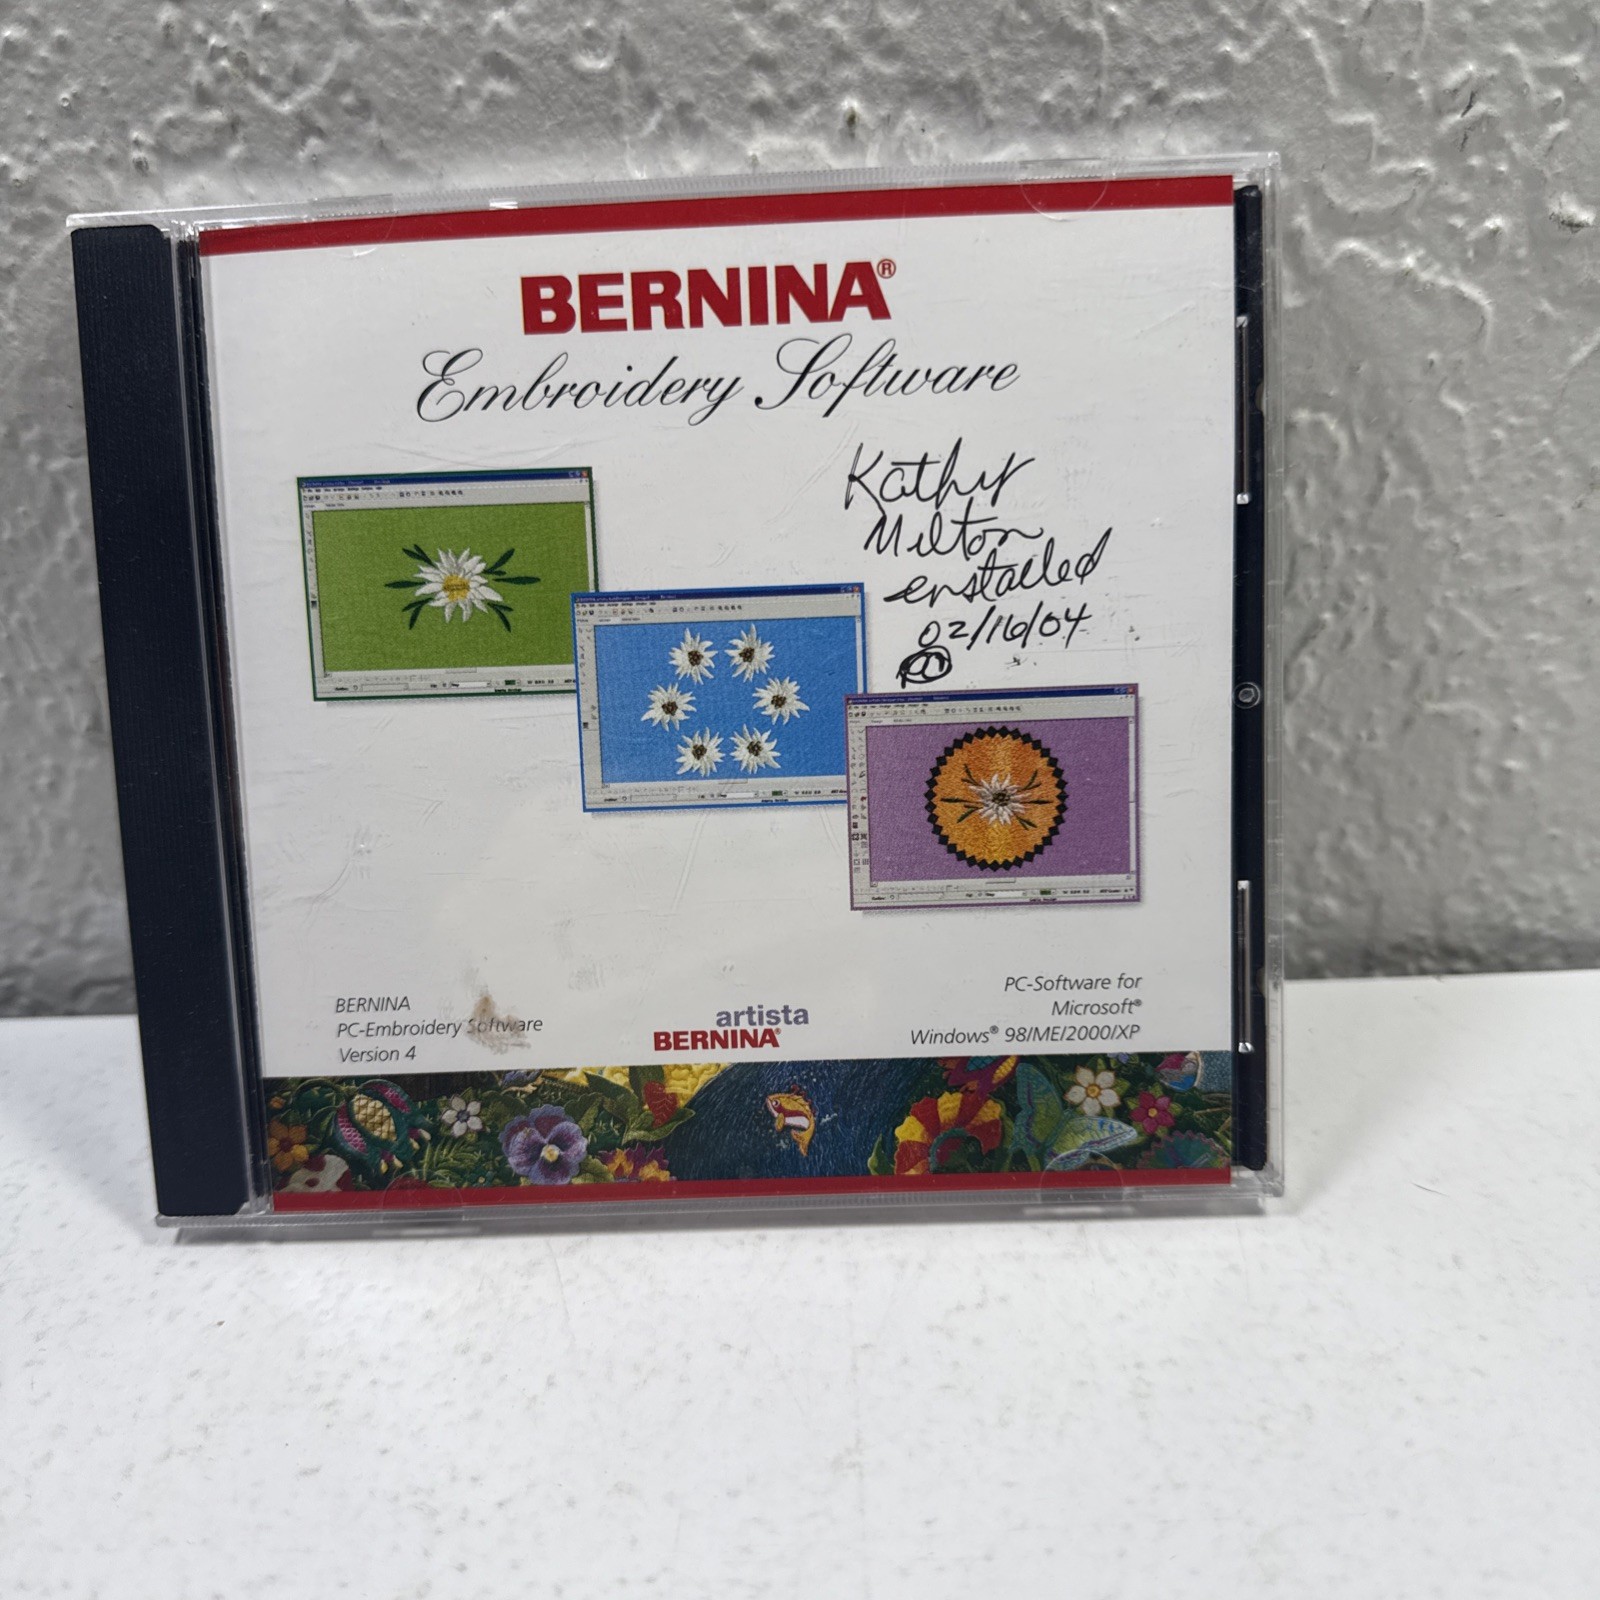 BERNINA®
Embroidery Software
Kathy
Milton
enstalled
02/16/04
BERNINA
PC-Embroidery Software
Version 4
artista
BERNINA®
PC-Software for
Microsoft®
Windows® 98/ME/2000/XP